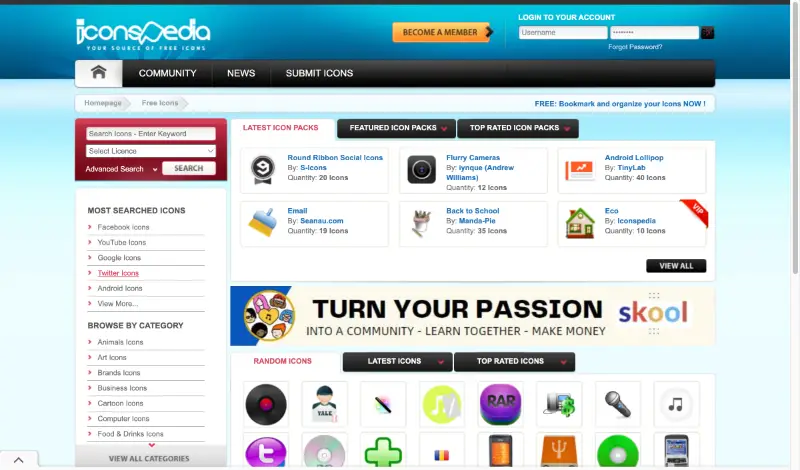 iconspedia
YOUR SOURCE OF FREE ICONS
BECOME A MEMBER
LOGIN TO YOUR ACCOUNT
Username
Forgot Password?
COMMUNITY
NEWS
SUBMIT ICONS
Homepage
Free Icons
FREE: Bookmark and organize your Icons NOW !
Search Icons - Enter Keyword
Select Licence
Advanced Search
SEARCH
MOST SEARCHED ICONS
Facebook Icons
YouTube Icons
Google Icons
Twitter Icons
Android Icons
View More...
BROWSE BY CATEGORY
Animals Icons
Art Icons
Brands Icons
Business Icons
Cartoon Icons
Computer Icons
Food & Drinks Icons
VIEW ALL CATEGORIES
LATEST ICON PACKS
FEATURED ICON PACKS
TOP RATED ICON PACKS
Round Ribbon Social Icons
By: S-Icons
Quantity: 20 Icons
Flurry Cameras
By: iynque (Andrew
Williams)
Quantity: 12 Icons
Android Lollipop
By: TinyLab
Quantity: 40 Icons
Email
By: Seanau.com
Quantity: 19 Icons
Back to School
By: Manda-Pie
Quantity: 35 Icons
Eco
By: Iconspedia
Quantity: 10 Icons
VIP
VIEW ALL
TURN YOUR PASSION
INTO A COMMUNITY - LEARN TOGETHER - MAKE MONEY
skool
RANDOM ICONS
LATEST ICONS
TOP RATED ICONS
YALE
RAR